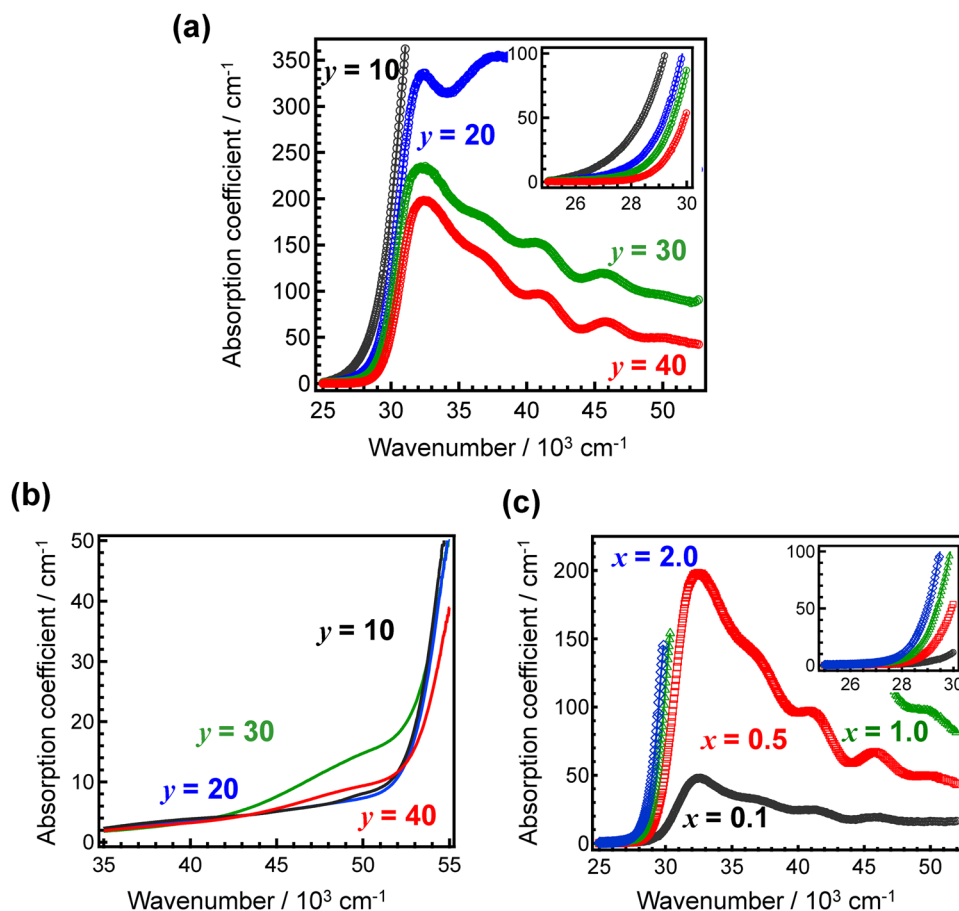 (a)
Absorption coefficient / cm⁻¹
350
300
250
200
150
100
50
0
y = 10
y = 20
y = 30
y = 40
100
50
0
26 28 30
25 30 35 40 45 50
Wavenumber / 10³ cm⁻¹
(b)
Absorption coefficient / cm⁻¹
50
40
30
20
10
0
y = 10
y = 30
y = 20
y = 40
35 40 45 50 55
Wavenumber / 10³ cm⁻¹
(c)
Absorption coefficient / cm⁻¹
200
150
100
50
0
x = 2.0
x = 0.5
x = 1.0
x = 0.1
100
50
0
26 28 30
25 30 35 40 45 50
Wavenumber / 10³ cm⁻¹